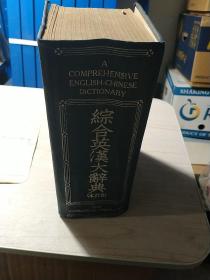 A
COMPREHENSIVE
ENGLISH-CHINESE
DICTIONARY
綜合英漢大辭典